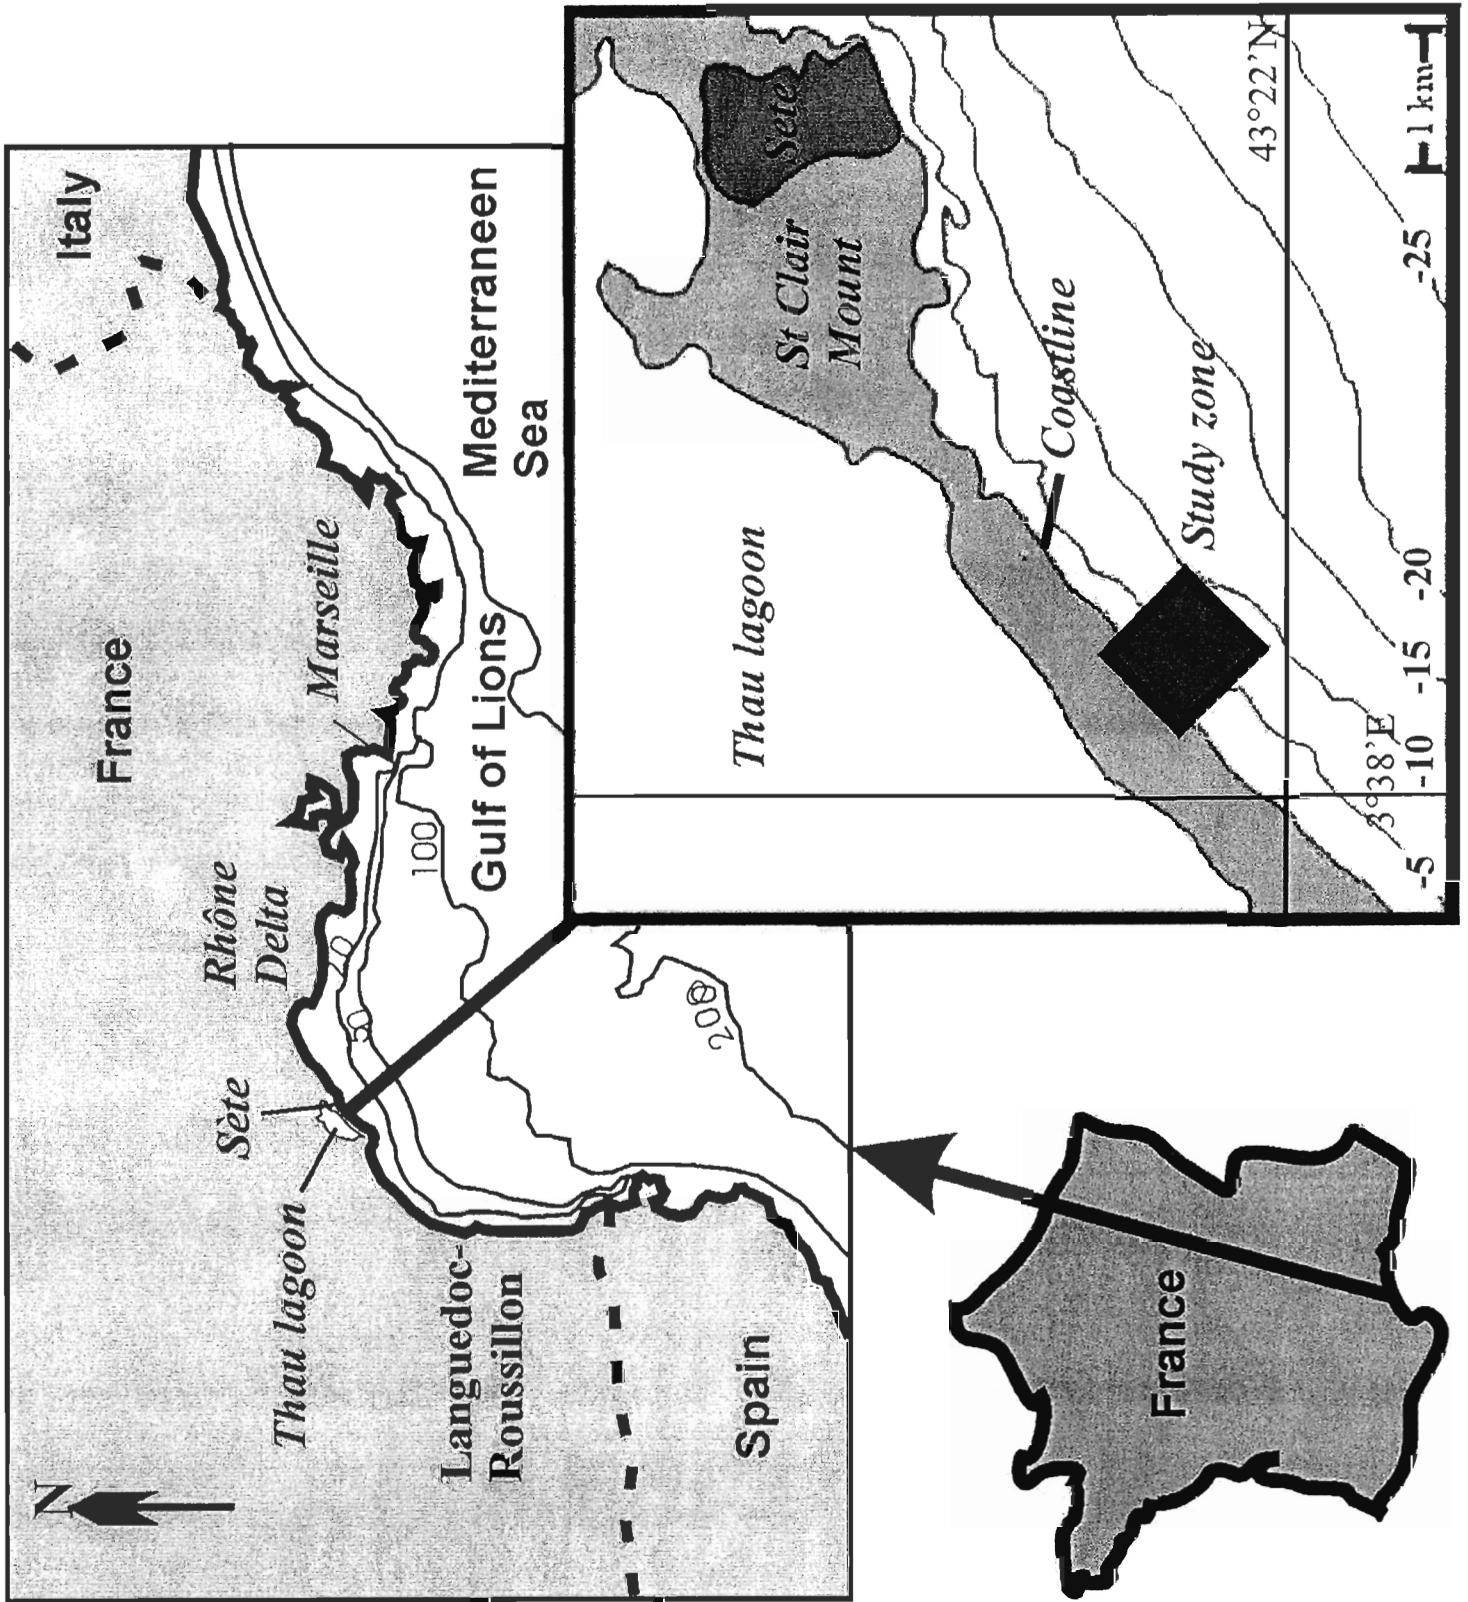 N
France
Italy
Rhône
Delta
Marseille
Sète
Thau lagoon
20
50
100
200
Languedoc-
Roussillon
Gulf of Lions
Mediterraneen
Sea
Spain
France
Thau lagoon
St Clair
Mount
Sete
Coastline
Study zone
43°22'N
3°38'E
-5
-10
-15
-20
-25
1 km